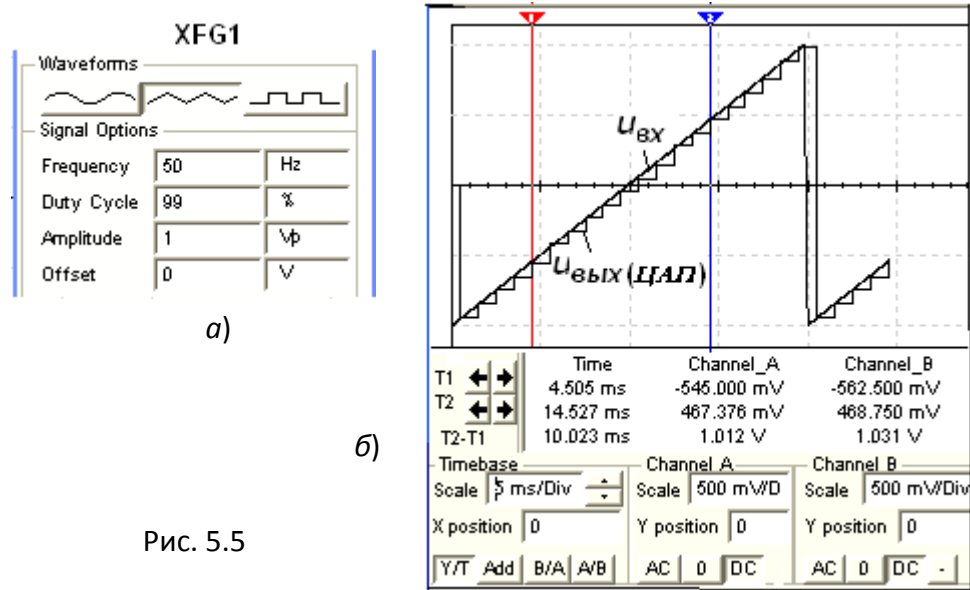 XFG1
Waveforms
Signal Options
Frequency 50 Hz
Duty Cycle 99 %
Amplitude 1 Vp
Offset 0 V
а)
1 2
uвх
uвых (ЦАП)
Time Channel_A Channel_B
T1 4.505 ms -545.000 mV -562.500 mV
T2 14.527 ms 467.376 mV 468.750 mV
T2-T1 10.023 ms 1.012 V 1.031 V
б)
Timebase Channel A Channel B
Scale 5 ms/Div Scale 500 mV/D Scale 500 mV/Div
X position 0 Y position 0 Y position 0
Y/T Add B/A A/B AC 0 DC AC 0 DC -
Рис. 5.5